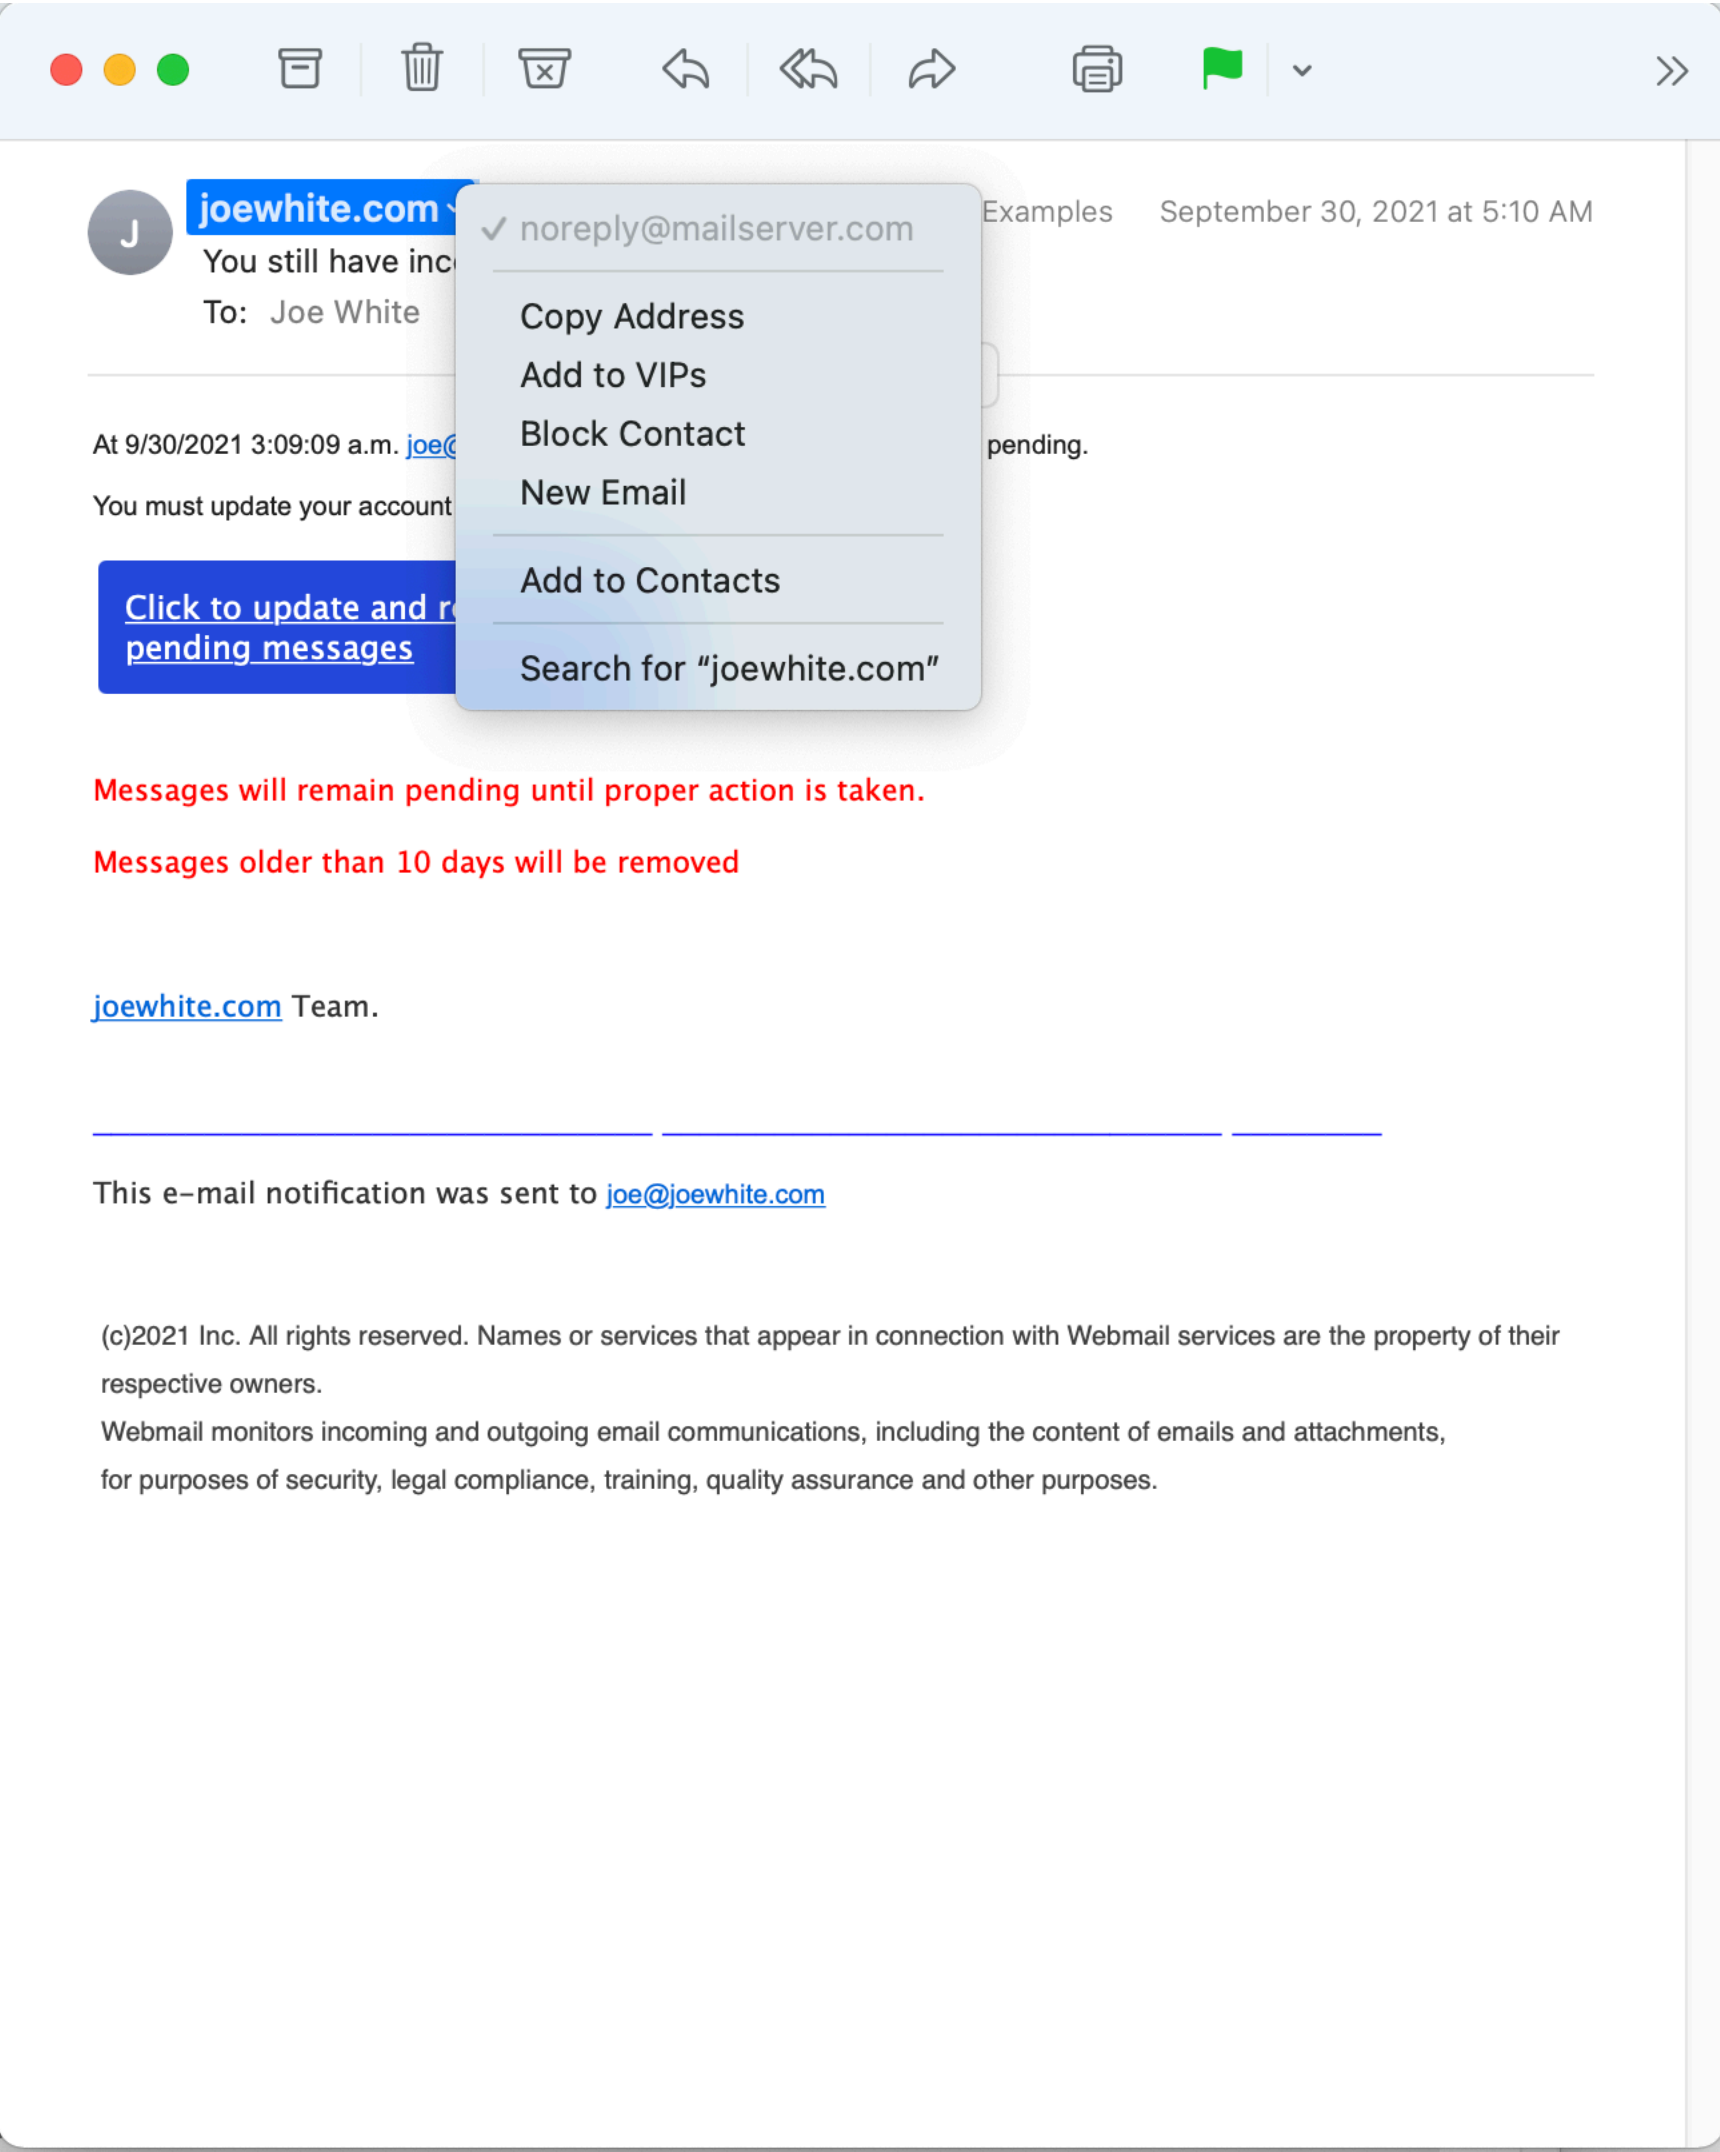 J
joewhite.com
Examples
September 30, 2021 at 5:10 AM
You still have
To: Joe White
✓ noreply@mailserver.com
Copy Address
Add to VIPs
Block Contact
New Email
Add to Contacts
Search for “joewhite.com”
At 9/30/2021 3:09:09 a.m. joe@ pending.
You must update your account
Click to update and
pending messages
Messages will remain pending until proper action is taken.
Messages older than 10 days will be removed
joewhite.com Team.
This e-mail notification was sent to joe@joewhite.com
(c)2021 Inc. All rights reserved. Names or services that appear in connection with Webmail services are the property of their
respective owners.
Webmail monitors incoming and outgoing email communications, including the content of emails and attachments,
for purposes of security, legal compliance, training, quality assurance and other purposes.